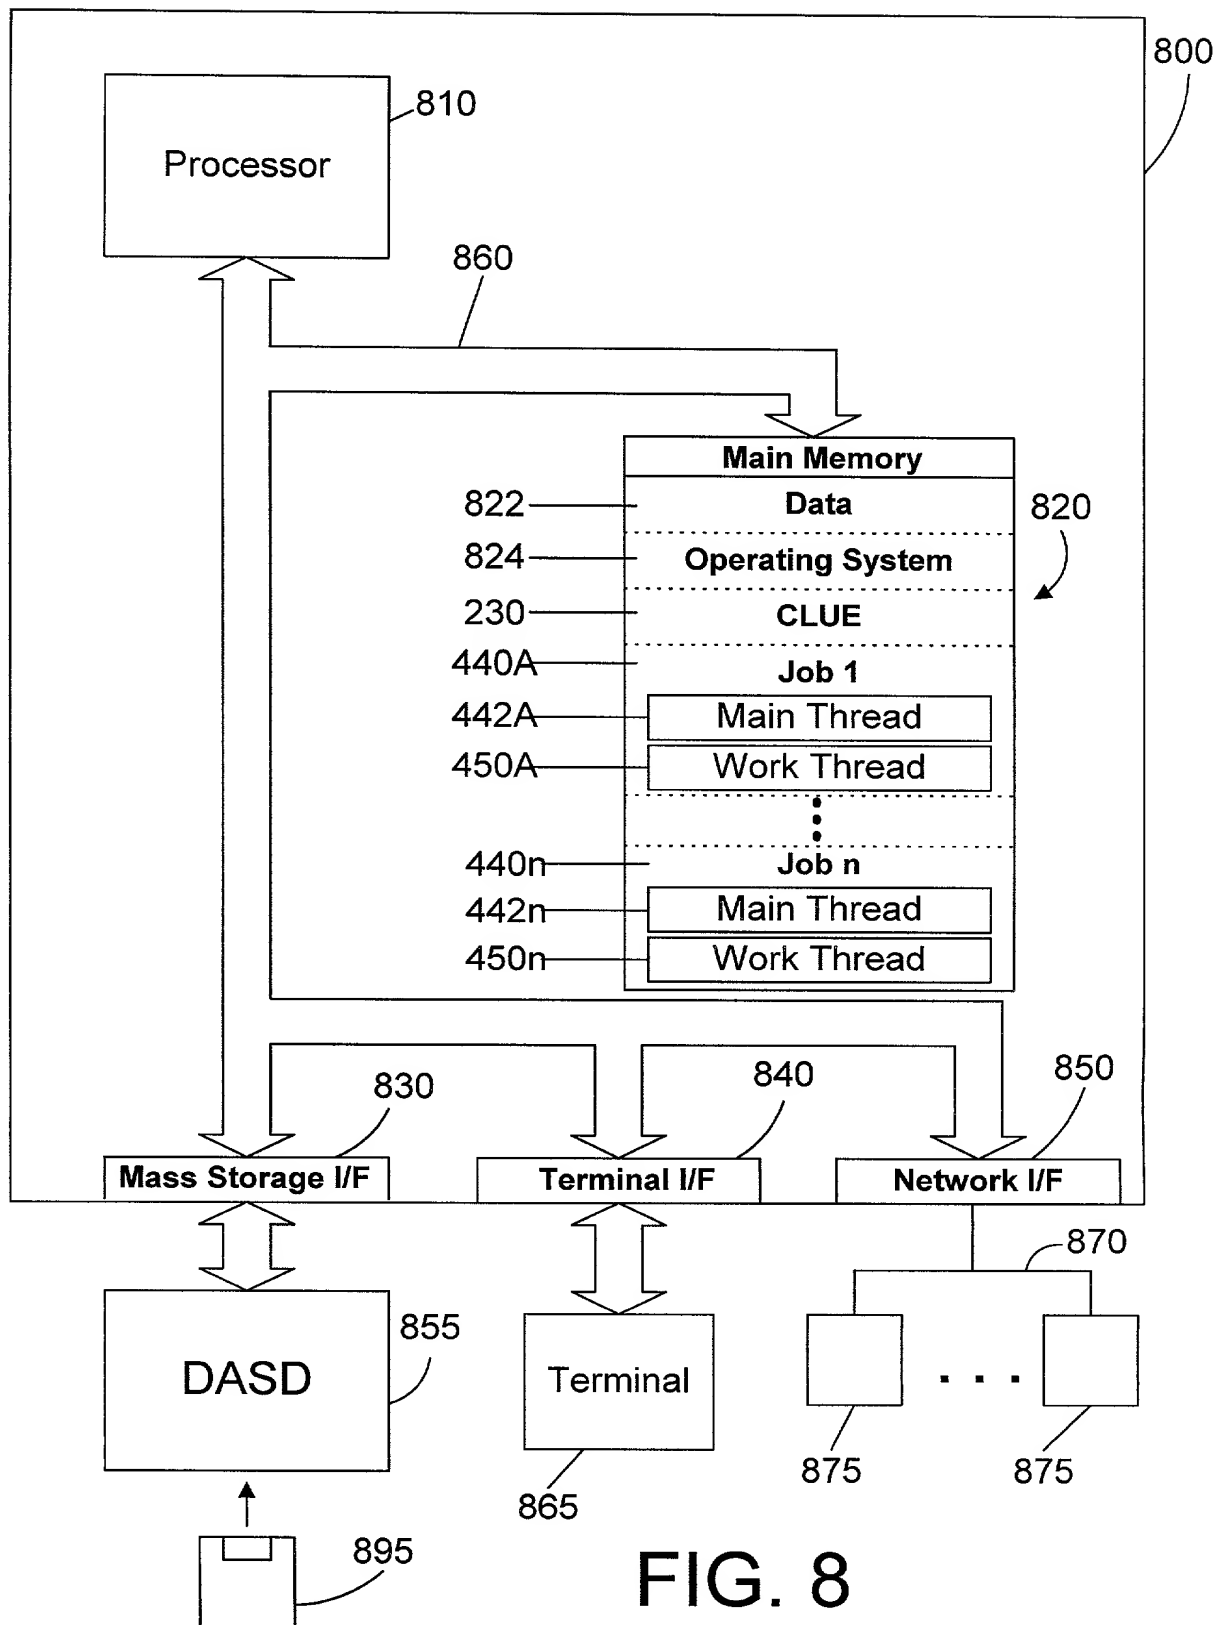 800
810
Processor
860
Main Memory
822 Data
820
824 Operating System
230 CLUE
440A Job 1
442A Main Thread
450A Work Thread
440n Job n
442n Main Thread
450n Work Thread
830 840 850
Mass Storage I/F Terminal I/F Network I/F
870
855
DASD Terminal . . .
875 875
865
895
FIG. 8